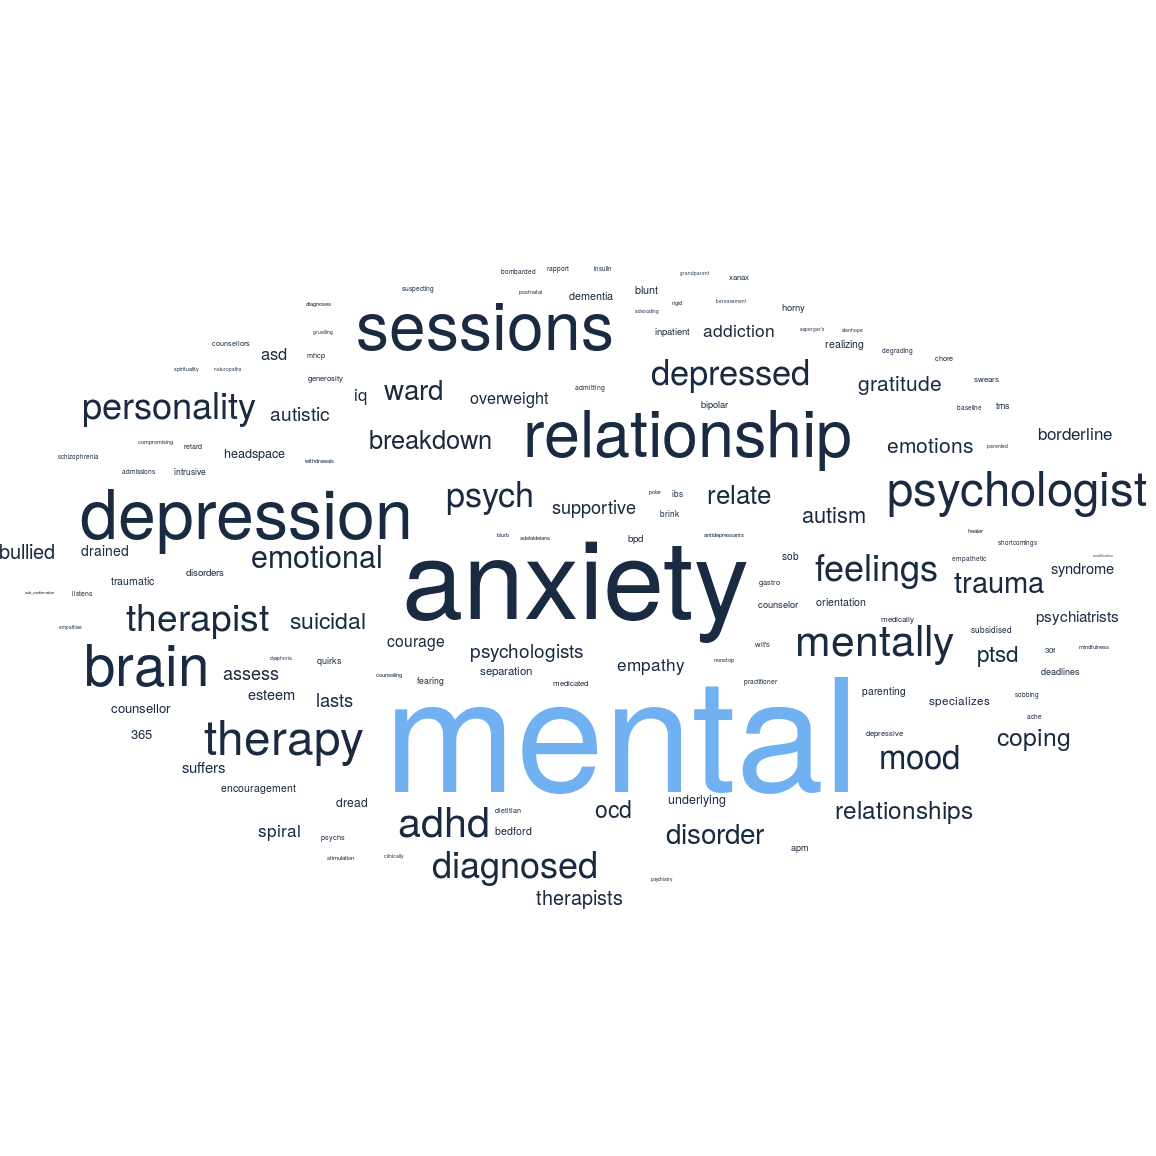 bombarded rapport insulin
grandparent xanax
suspecting postnatal dementia blunt
diagnoses sessions advocating rigid bereavement horny
gruelling inpatient addiction asperger's stanhope
counsellors asd mhcp realizing degrading chore
spirituality naturopaths generosity depressed gratitude swears
personality autistic iq ward overweight admitting bipolar baseline tms
compromising retard headspace breakdown relationship emotions parented borderline
schizophrenia admissions intrusive withdrawals
depression psych supportive polar ibs brink relate autism psychologist
blurb adelaideans bpd antidepressants healer shortcomings
bullied drained emotional anxiety sob feelings empathetic
traumatic disorders gastro trauma syndrome
listens counselor orientation
empathise therapist suicidal courage medically mentally subsidised psychiatrists
brain dysphoria quirks psychologists wif's ptsd 30f mindfulness
assess counseling fearing separation medicated empathy nonstop practitioner deadlines
counsellor esteem lasts mental parenting specializes sobbing
365 therapy depressive ache coping
suffers mood
encouragement dread underlying
spiral psychs adhd dietitian bedford ocd disorder relationships
stimulation clinically diagnosed apm
therapists psychiatry